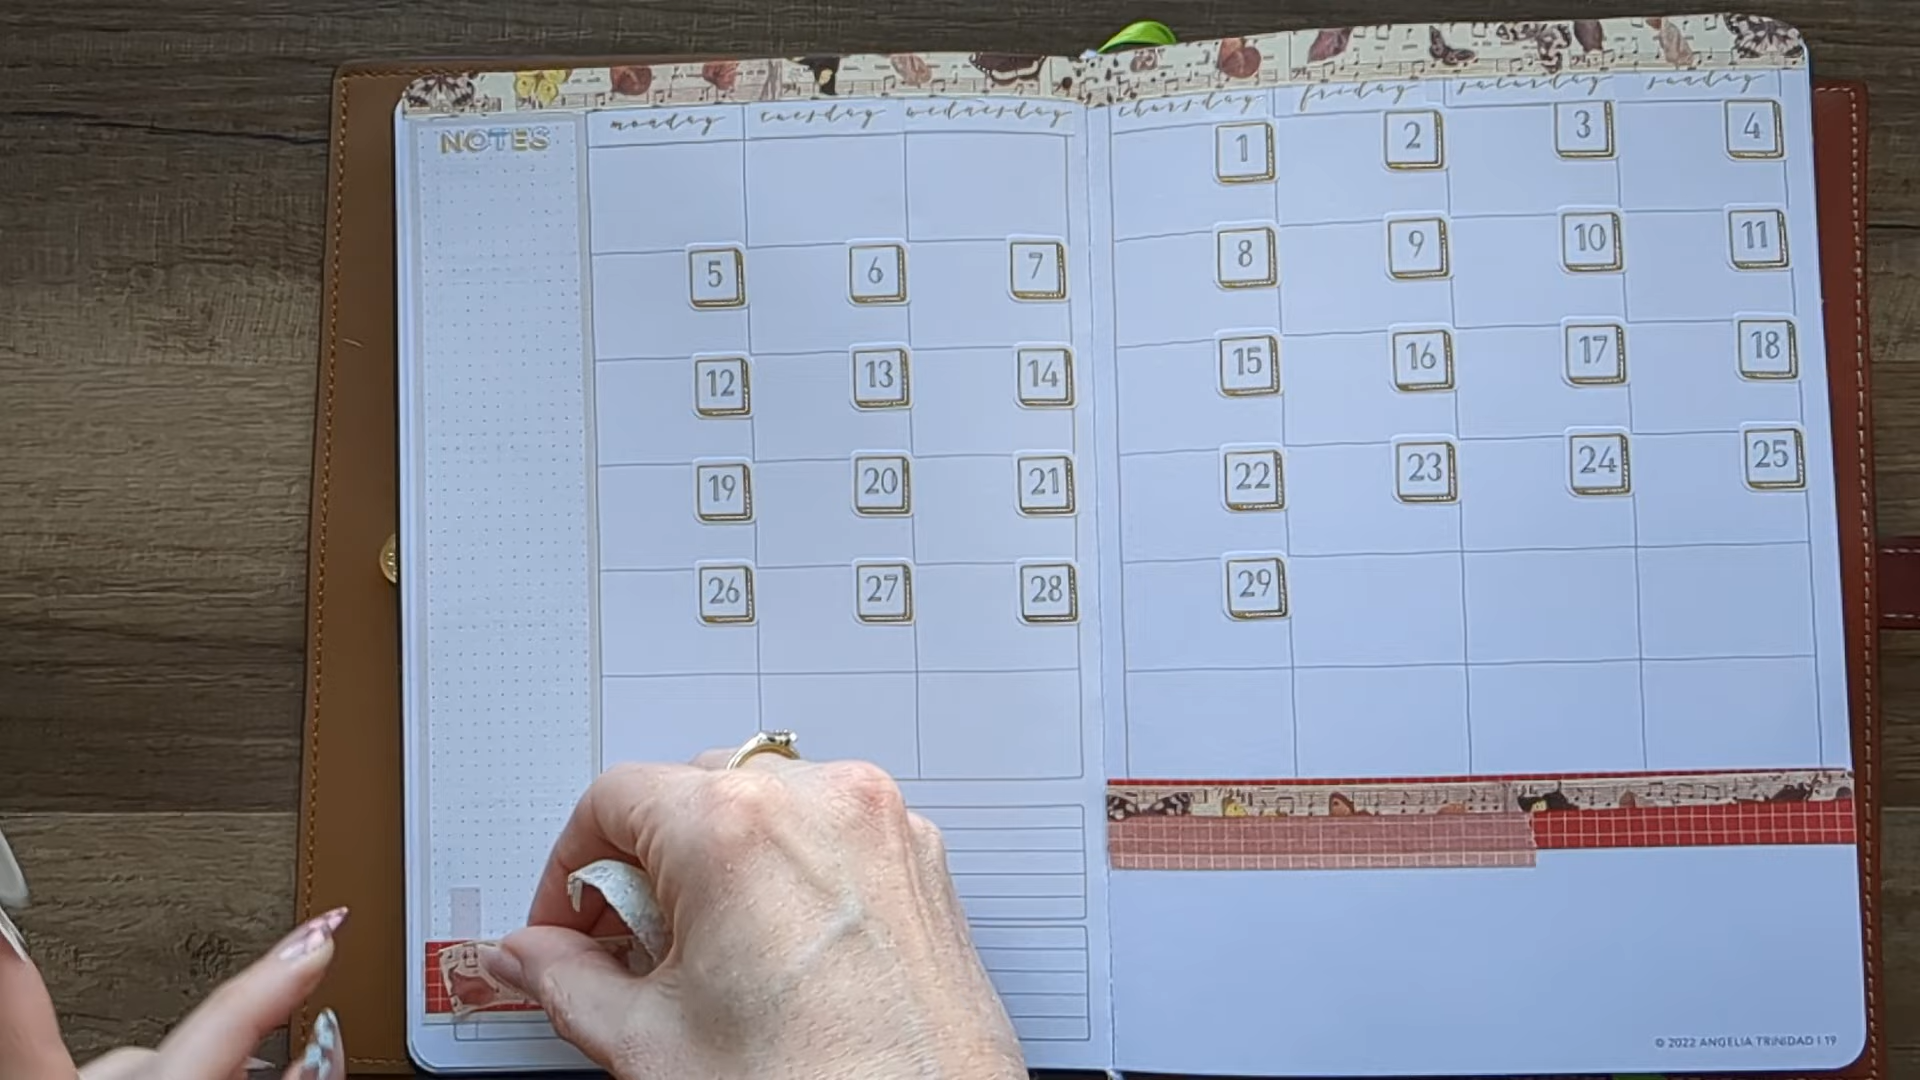 NOTES monday tuesday wednesday thursday friday saturday sunday
1 2 3 4
5 6 7 8 9 10 11
12 13 14 15 16 17 18
19 20 21 22 23 24 25
26 27 28 29
© 2022 ANGELIA TRINIDAD | 19